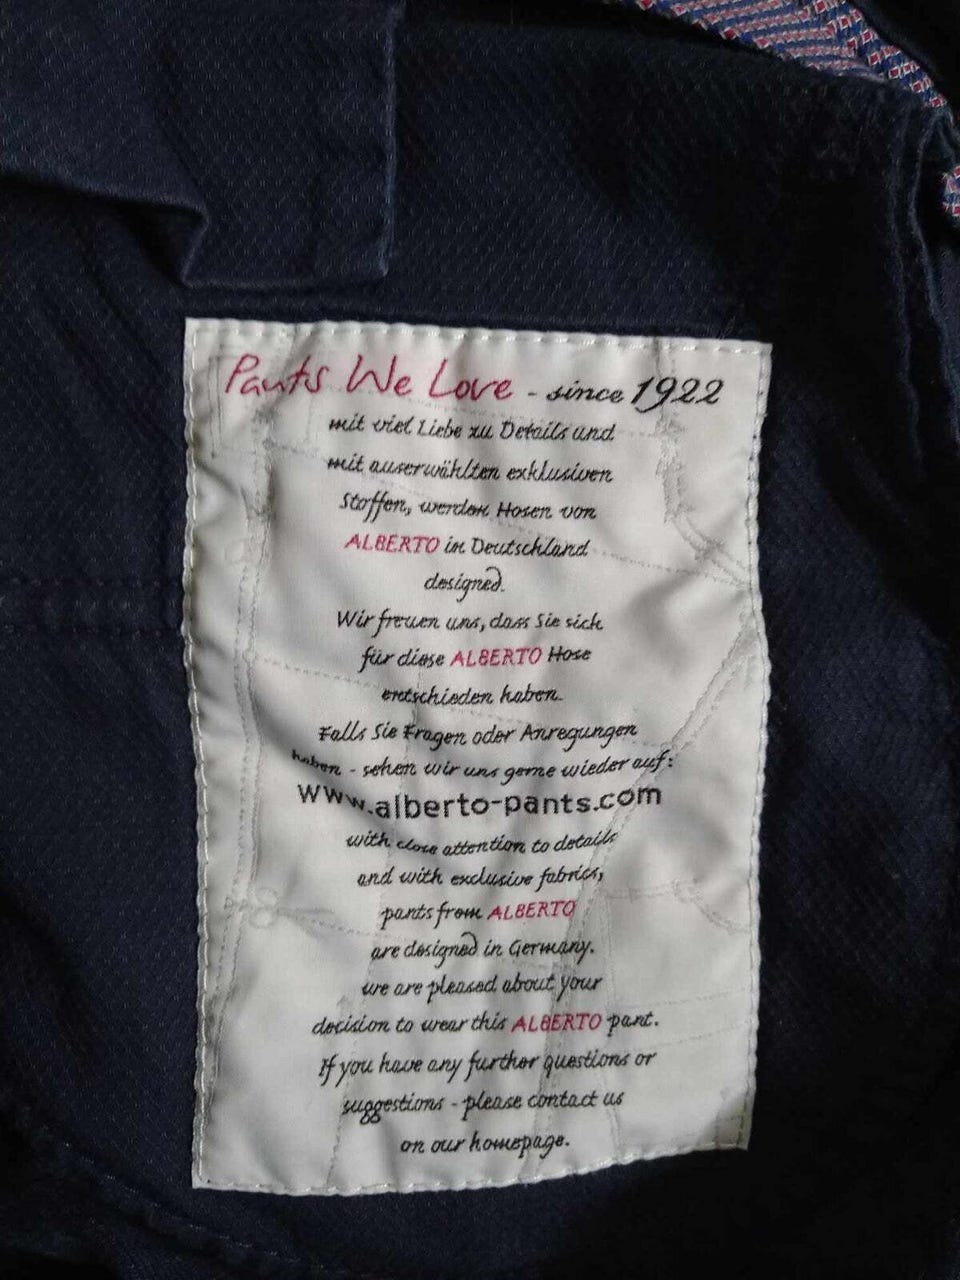 Pants We Love - since 1922
mit viel Liebe zu Details und
mit auserwählten exklusiven
Stoffen, werden Hosen von
ALBERTO in Deutschland
designed.
Wir freuen uns, dass Sie sich
für diese ALBERTO Hose
entschieden haben.
Falls Sie Fragen oder Anregungen
haben - sehen wir uns gerne wieder auf:
www.alberto-pants.com
with close attention to details
and with exclusive fabrics,
pants from ALBERTO
are designed in Germany.
we are pleased about your
decision to wear this ALBERTO pant.
If you have any further questions or
suggestions - please contact us
on our homepage.